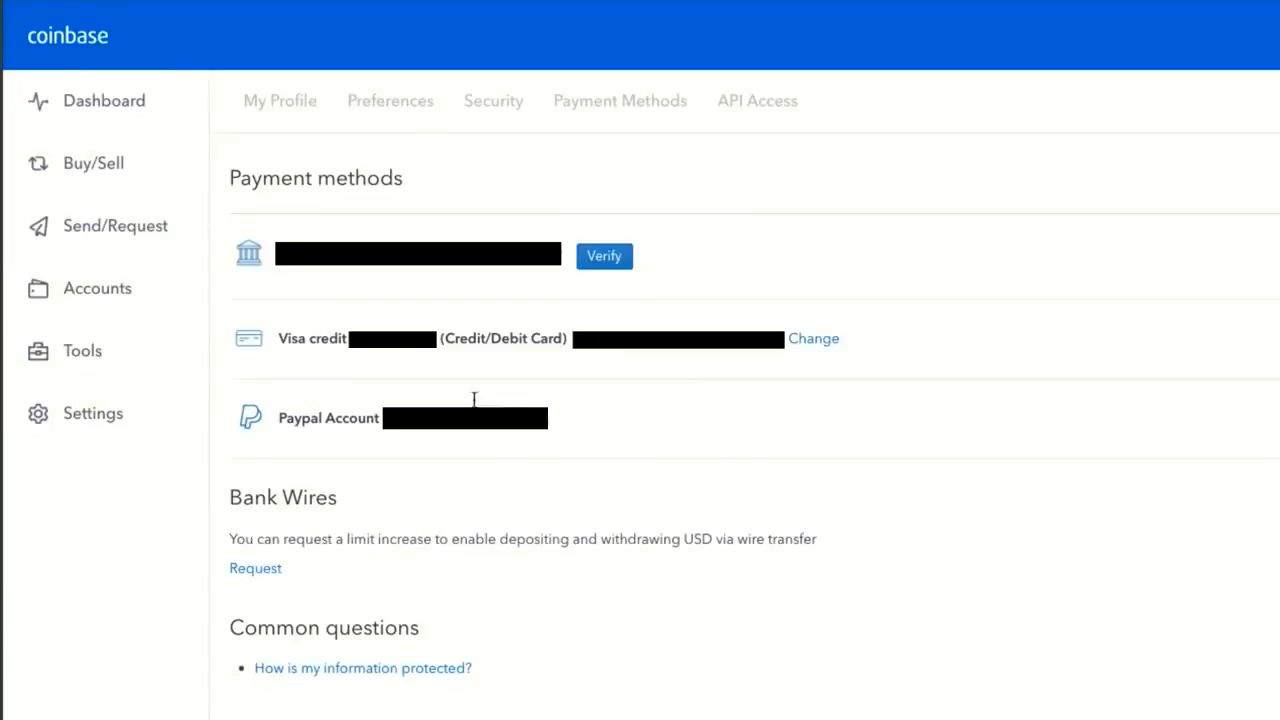 coinbase
Dashboard
Buy/Sell
Send/Request
Accounts
Tools
Settings
My Profile Preferences Security Payment Methods API Access
Payment methods
Verify
Visa credit (Credit/Debit Card) Change
Paypal Account
Bank Wires
You can request a limit increase to enable depositing and withdrawing USD via wire transfer
Request
Common questions
• How is my information protected?